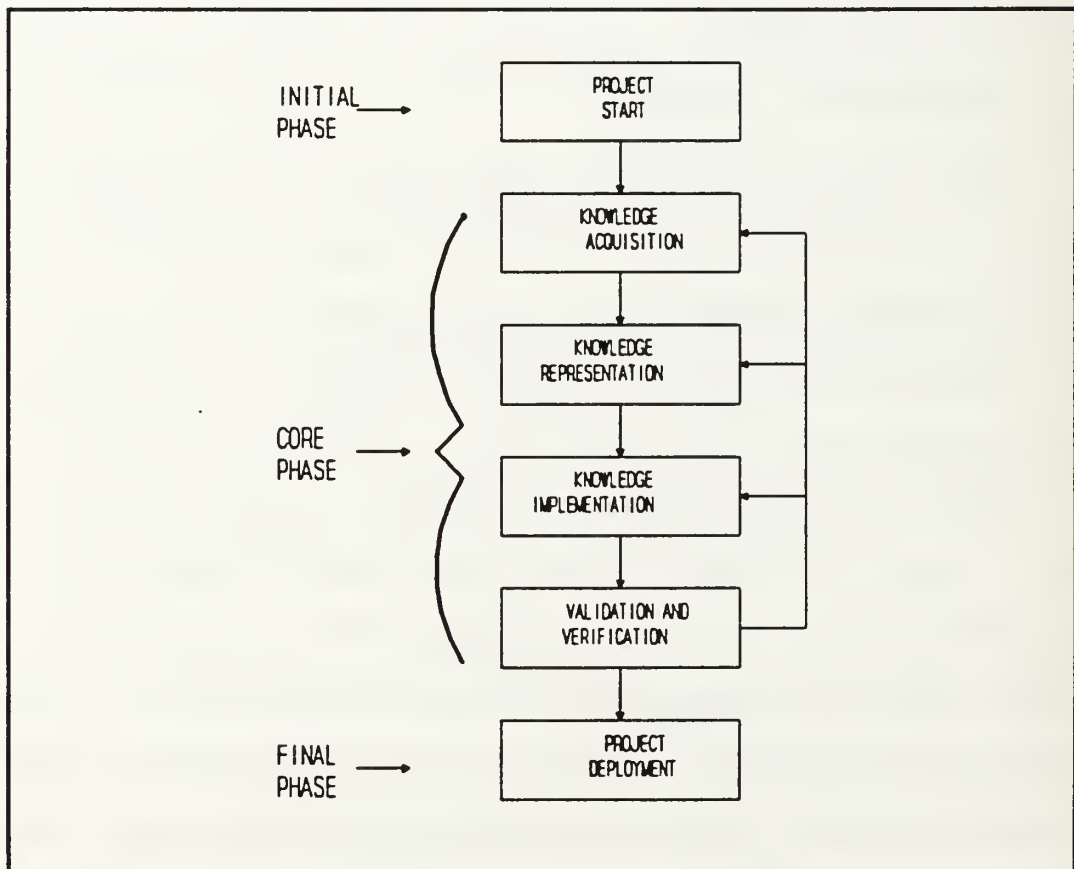 INITIAL
PHASE
PROJECT
START
KNOWLEDGE
ACQUISITION
KNOWLEDGE
REPRESENTATION
CORE
PHASE
KNOWLEDGE
IMPLEMENTATION
VALIDATION AND
VERIFICATION
FINAL
PHASE
PROJECT
DEPLOYMENT